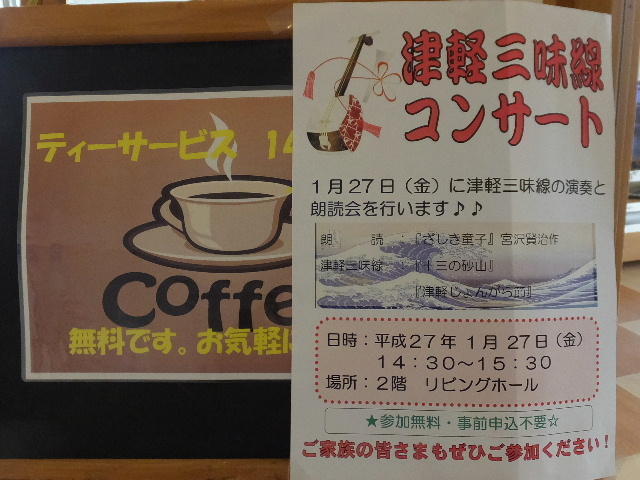 ティーサービス 14
Coffe
無料です。お気軽に
津軽三味線
コンサート
1月27日（金）に津軽三味線の演奏と
朗読会を行います♪♪
朗 読 :『ざしき童子』宮沢賢治作
津軽三味線 :『十三の砂山』
『津軽じょんがら節』
日時：平成27年 1月27日（金）
14：30～15：30
場所：2階 リビングホール
★参加無料・事前申込不要☆
ご家族の皆さまもぜひご参加ください！